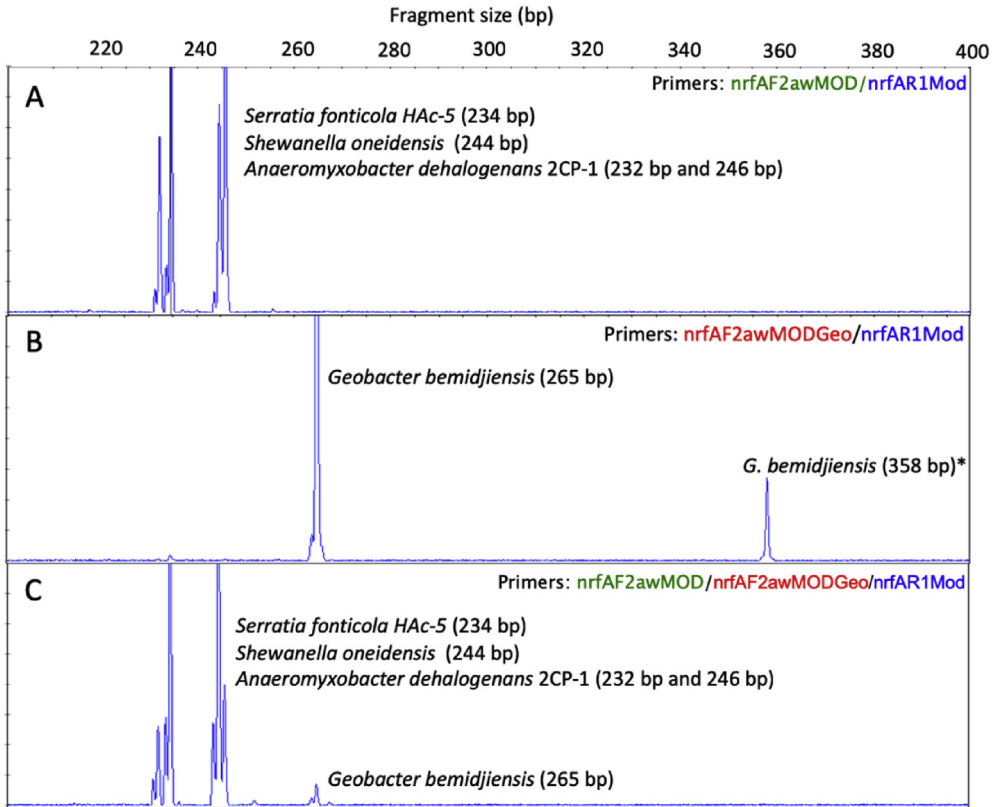 Fragment size (bp)
220 240 260 280 300 320 340 360 380 400
A
Primers: nrfAF2awMOD/nrfAR1Mod
Serratia fonticola HAc-5 (234 bp)
Shewanella oneidensis (244 bp)
Anaeromyxobacter dehalogenans 2CP-1 (232 bp and 246 bp)
B
Primers: nrfAF2awMODGeo/nrfAR1Mod
Geobacter bemidjiensis (265 bp)
G. bemidjiensis (358 bp)*
C
Primers: nrfAF2awMOD/nrfAF2awMODGeo/nrfAR1Mod
Serratia fonticola HAc-5 (234 bp)
Shewanella oneidensis (244 bp)
Anaeromyxobacter dehalogenans 2CP-1 (232 bp and 246 bp)
Geobacter bemidjiensis (265 bp)